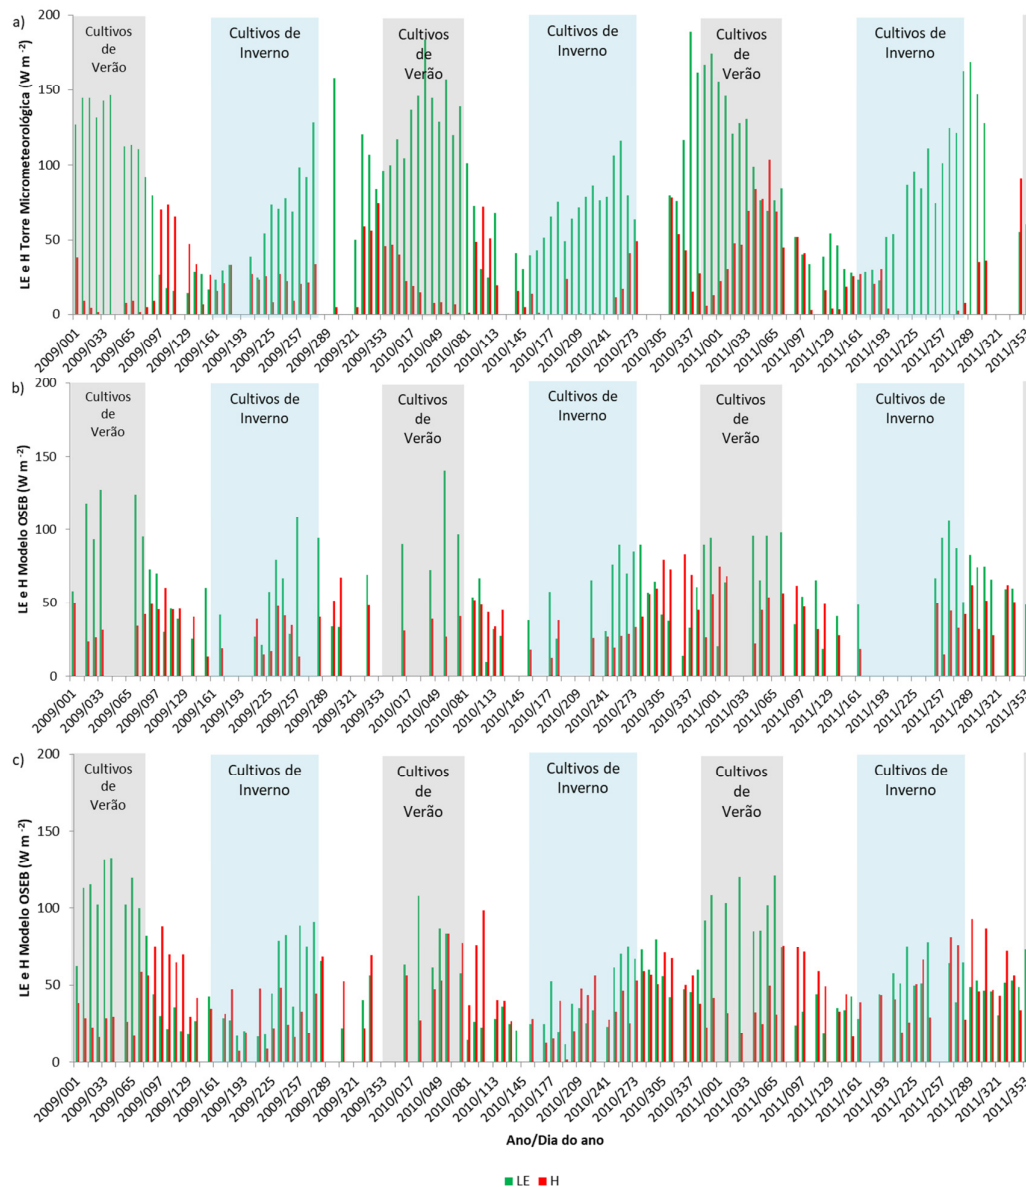 a)
LE e H Torre Micrometeorológica (W m⁻²)
200
150
100
50
0
Cultivos
de
Verão
Cultivos de
Inverno
Cultivos
de
Verão
Cultivos de
Inverno
Cultivos
de
Verão
Cultivos de
Inverno
2009/001
2009/033
2009/065
2009/097
2009/129
2009/161
2009/193
2009/225
2009/257
2009/289
2009/321
2009/353
2010/017
2010/049
2010/081
2010/113
2010/145
2010/177
2010/209
2010/241
2010/273
2010/305
2010/337
2011/001
2011/033
2011/065
2011/097
2011/129
2011/161
2011/193
2011/225
2011/257
2011/289
2011/321
2011/353
b)
LE e H Modelo OSEB (W m⁻²)
200
150
100
50
0
Cultivos
de
Verão
Cultivos de
Inverno
Cultivos
de
Verão
Cultivos de
Inverno
Cultivos
de
Verão
Cultivos de
Inverno
2009/001
2009/033
2009/065
2009/097
2009/129
2009/161
2009/193
2009/225
2009/257
2009/289
2009/321
2009/353
2010/017
2010/049
2010/081
2010/113
2010/145
2010/177
2010/209
2010/241
2010/273
2010/305
2010/337
2011/001
2011/033
2011/065
2011/097
2011/129
2011/161
2011/193
2011/225
2011/257
2011/289
2011/321
2011/353
c)
LE e H Modelo OSEB (W m⁻²)
200
150
100
50
0
Cultivos
de
Verão
Cultivos de
Inverno
Cultivos
de
Verão
Cultivos de
Inverno
Cultivos
de
Verão
Cultivos de
Inverno
2009/001
2009/033
2009/065
2009/097
2009/129
2009/161
2009/193
2009/225
2009/257
2009/289
2009/321
2009/353
2010/017
2010/049
2010/081
2010/113
2010/145
2010/177
2010/209
2010/241
2010/273
2010/305
2010/337
2011/001
2011/033
2011/065
2011/097
2011/129
2011/161
2011/193
2011/225
2011/257
2011/289
2011/321
2011/353
Ano/Dia do ano
LE H